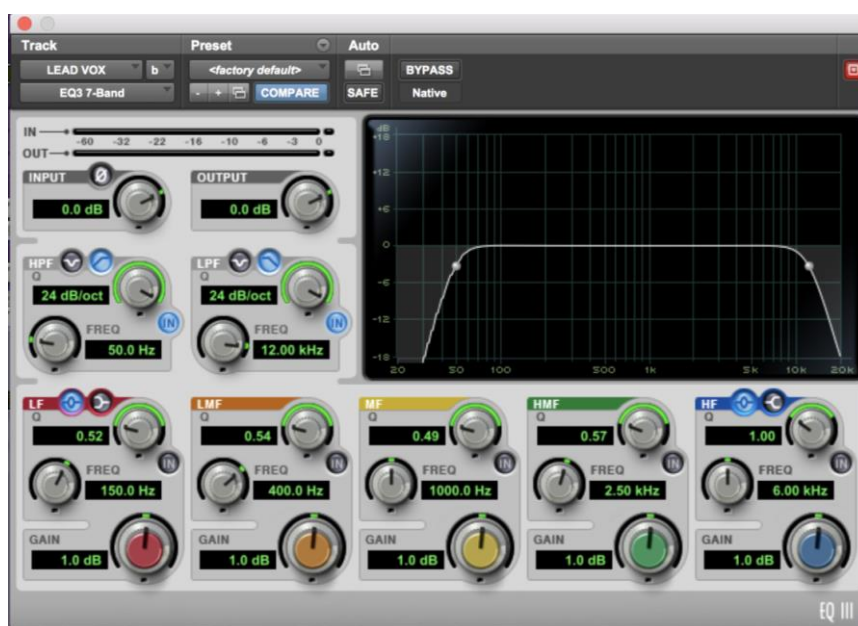 Track Preset Auto
LEAD VOX b <factory default> BYPASS
EQ3 7-Band - + COMPARE SAFE Native
IN
-60 -32 -22 -16 -10 -6 -3 0
OUT
INPUT Ø OUTPUT
0.0 dB 0.0 dB
HPF LPF
Q Q
24 dB/oct 24 dB/oct
IN IN
FREQ FREQ
50.0 Hz 12.00 kHz
dB
+18
+12
+6
0
-6
-12
-18
20 50 100 500 1k 5k 10k 20k
LF LMF MF HMF HF
Q Q Q Q Q
0.52 0.54 0.49 0.57 1.00
IN IN IN IN IN
FREQ FREQ FREQ FREQ FREQ
150.0 Hz 400.0 Hz 1000.0 Hz 2.50 kHz 6.00 kHz
GAIN GAIN GAIN GAIN GAIN
1.0 dB 1.0 dB 1.0 dB 1.0 dB 1.0 dB
EQ III